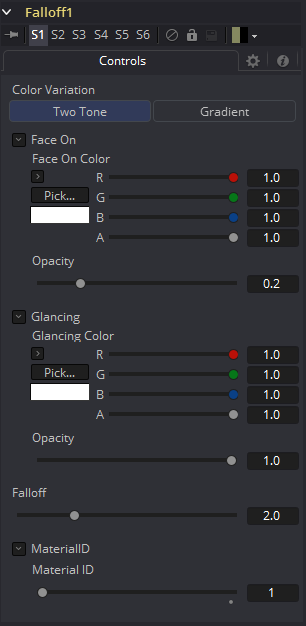 Falloff1
S1 S2 S3 S4 S5 S6
Controls
Color Variation
Two Tone Gradient
Face On
Face On Color
R 1.0
Pick... G 1.0
B 1.0
A 1.0
Opacity
0.2
Glancing
Glancing Color
R 1.0
Pick... G 1.0
B 1.0
A 1.0
Opacity
1.0
Falloff
2.0
MaterialID
Material ID
1